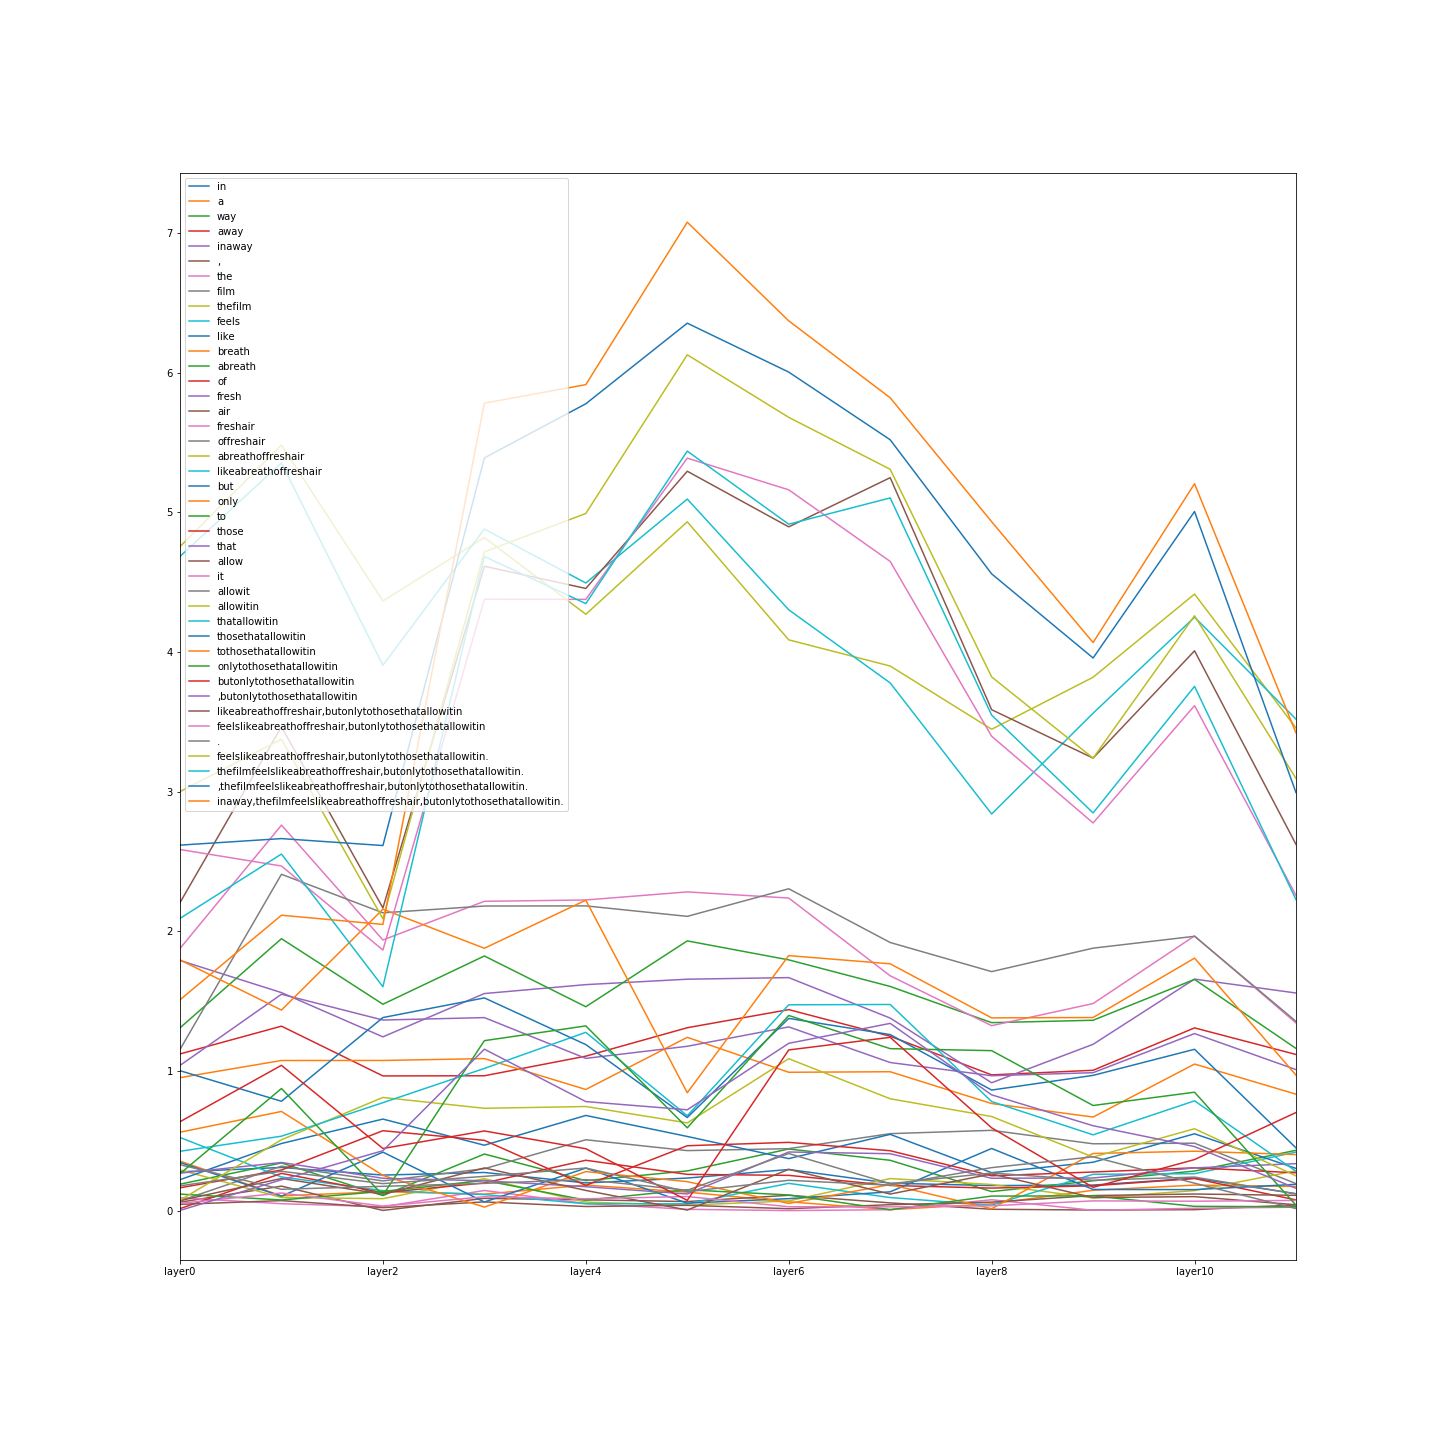 in
a
way
away
inaway
,
the
film
thefilm
feels
like
breath
abreath
of
fresh
air
freshair
offreshair
abreathoffreshair
likeabreathoffreshair
but
only
to
those
that
allow
it
allowit
allowitin
thatallowitin
thosethatallowitin
tothosethatallowitin
onlytothosethatallowitin
butonlytothosethatallowitin
,butonlytothosethatallowitin
likeabreathoffreshair,butonlytothosethatallowitin
feelslikeabreathoffreshair,butonlytothosethatallowitin
.
feelslikeabreathoffreshair,butonlytothosethatallowitin.
thefilmfeelslikeabreathoffreshair,butonlytothosethatallowitin.
,thefilmfeelslikeabreathoffreshair,butonlytothosethatallowitin.
inaway,thefilmfeelslikeabreathoffreshair,butonlytothosethatallowitin.
7
6
5
4
3
2
1
0
layer0 layer2 layer4 layer6 layer8 layer10